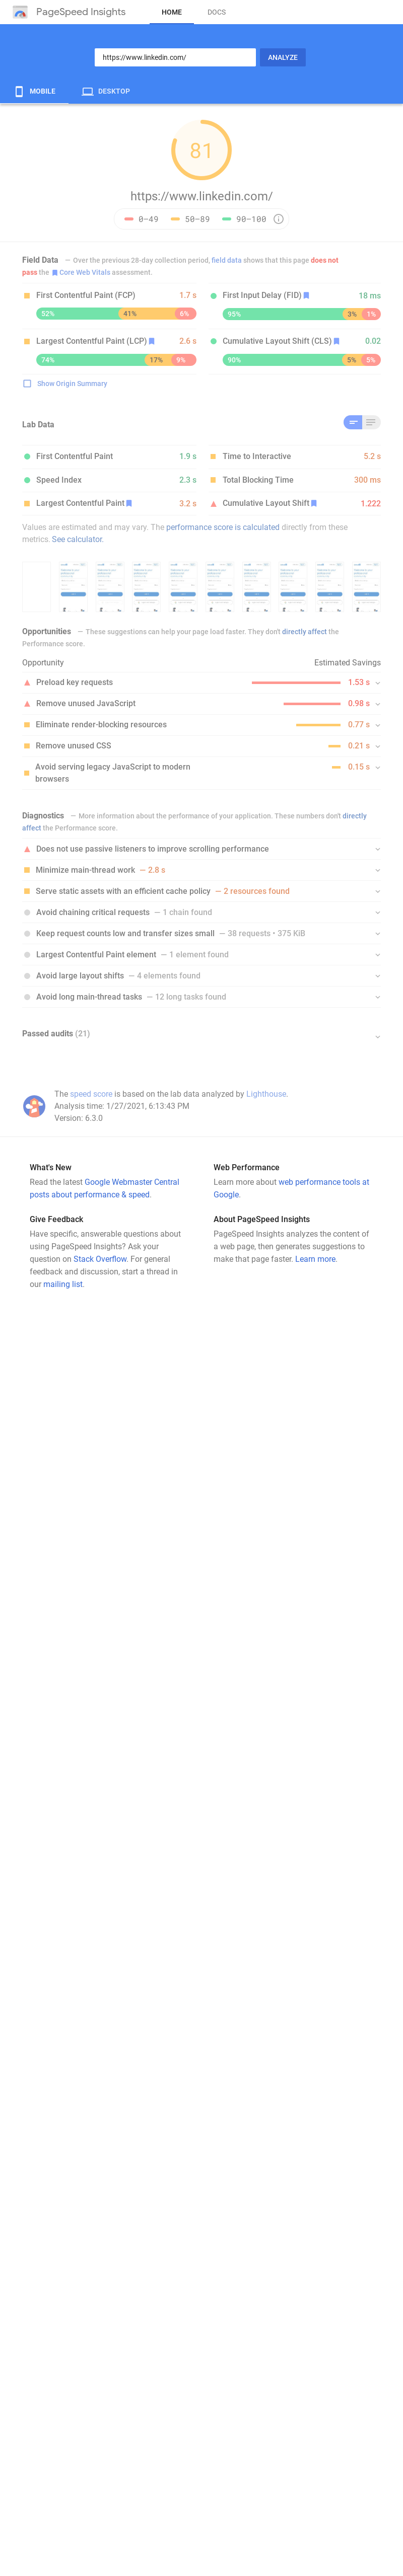 PageSpeed Insights
HOME
DOCS
https://www.linkedin.com/
ANALYZE
MOBILE
DESKTOP
81
https://www.linkedin.com/
0–49
50–89
90–100
Field Data — Over the previous 28-day collection period, field data shows that this page does not
pass the Core Web Vitals assessment.
First Contentful Paint (FCP)
1.7 s
52%
41%
6%
First Input Delay (FID)
18 ms
95%
3%
1%
Largest Contentful Paint (LCP)
2.6 s
74%
17%
9%
Cumulative Layout Shift (CLS)
0.02
90%
5%
5%
Show Origin Summary
Lab Data
First Contentful Paint
1.9 s
Time to Interactive
5.2 s
Speed Index
2.3 s
Total Blocking Time
300 ms
Largest Contentful Paint
3.2 s
Cumulative Layout Shift
1.222
Values are estimated and may vary. The performance score is calculated directly from these
metrics. See calculator.
Opportunities — These suggestions can help your page load faster. They don't directly affect the
Performance score.
Opportunity
Estimated Savings
Preload key requests
1.53 s
Remove unused JavaScript
0.98 s
Eliminate render-blocking resources
0.77 s
Remove unused CSS
0.21 s
Avoid serving legacy JavaScript to modern
browsers
0.15 s
Diagnostics — More information about the performance of your application. These numbers don't directly
affect the Performance score.
Does not use passive listeners to improve scrolling performance
Minimize main-thread work — 2.8 s
Serve static assets with an efficient cache policy — 2 resources found
Avoid chaining critical requests — 1 chain found
Keep request counts low and transfer sizes small — 38 requests • 375 KiB
Largest Contentful Paint element — 1 element found
Avoid large layout shifts — 4 elements found
Avoid long main-thread tasks — 12 long tasks found
Passed audits (21)
The speed score is based on the lab data analyzed by Lighthouse.
Analysis time: 1/27/2021, 6:13:43 PM
Version: 6.3.0
What's New
Read the latest Google Webmaster Central
posts about performance & speed.
Web Performance
Learn more about web performance tools at
Google.
Give Feedback
Have specific, answerable questions about
using PageSpeed Insights? Ask your
question on Stack Overflow. For general
feedback and discussion, start a thread in
our mailing list.
About PageSpeed Insights
PageSpeed Insights analyzes the content of
a web page, then generates suggestions to
make that page faster. Learn more.